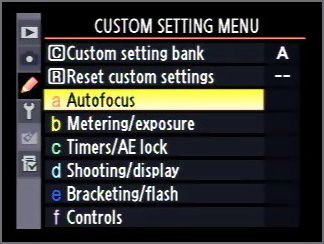 CUSTOM SETTING MENU
C Custom setting bank A
R Reset custom settings --
a Autofocus
b Metering/exposure
c Timers/AE lock
d Shooting/display
e Bracketing/flash
f Controls